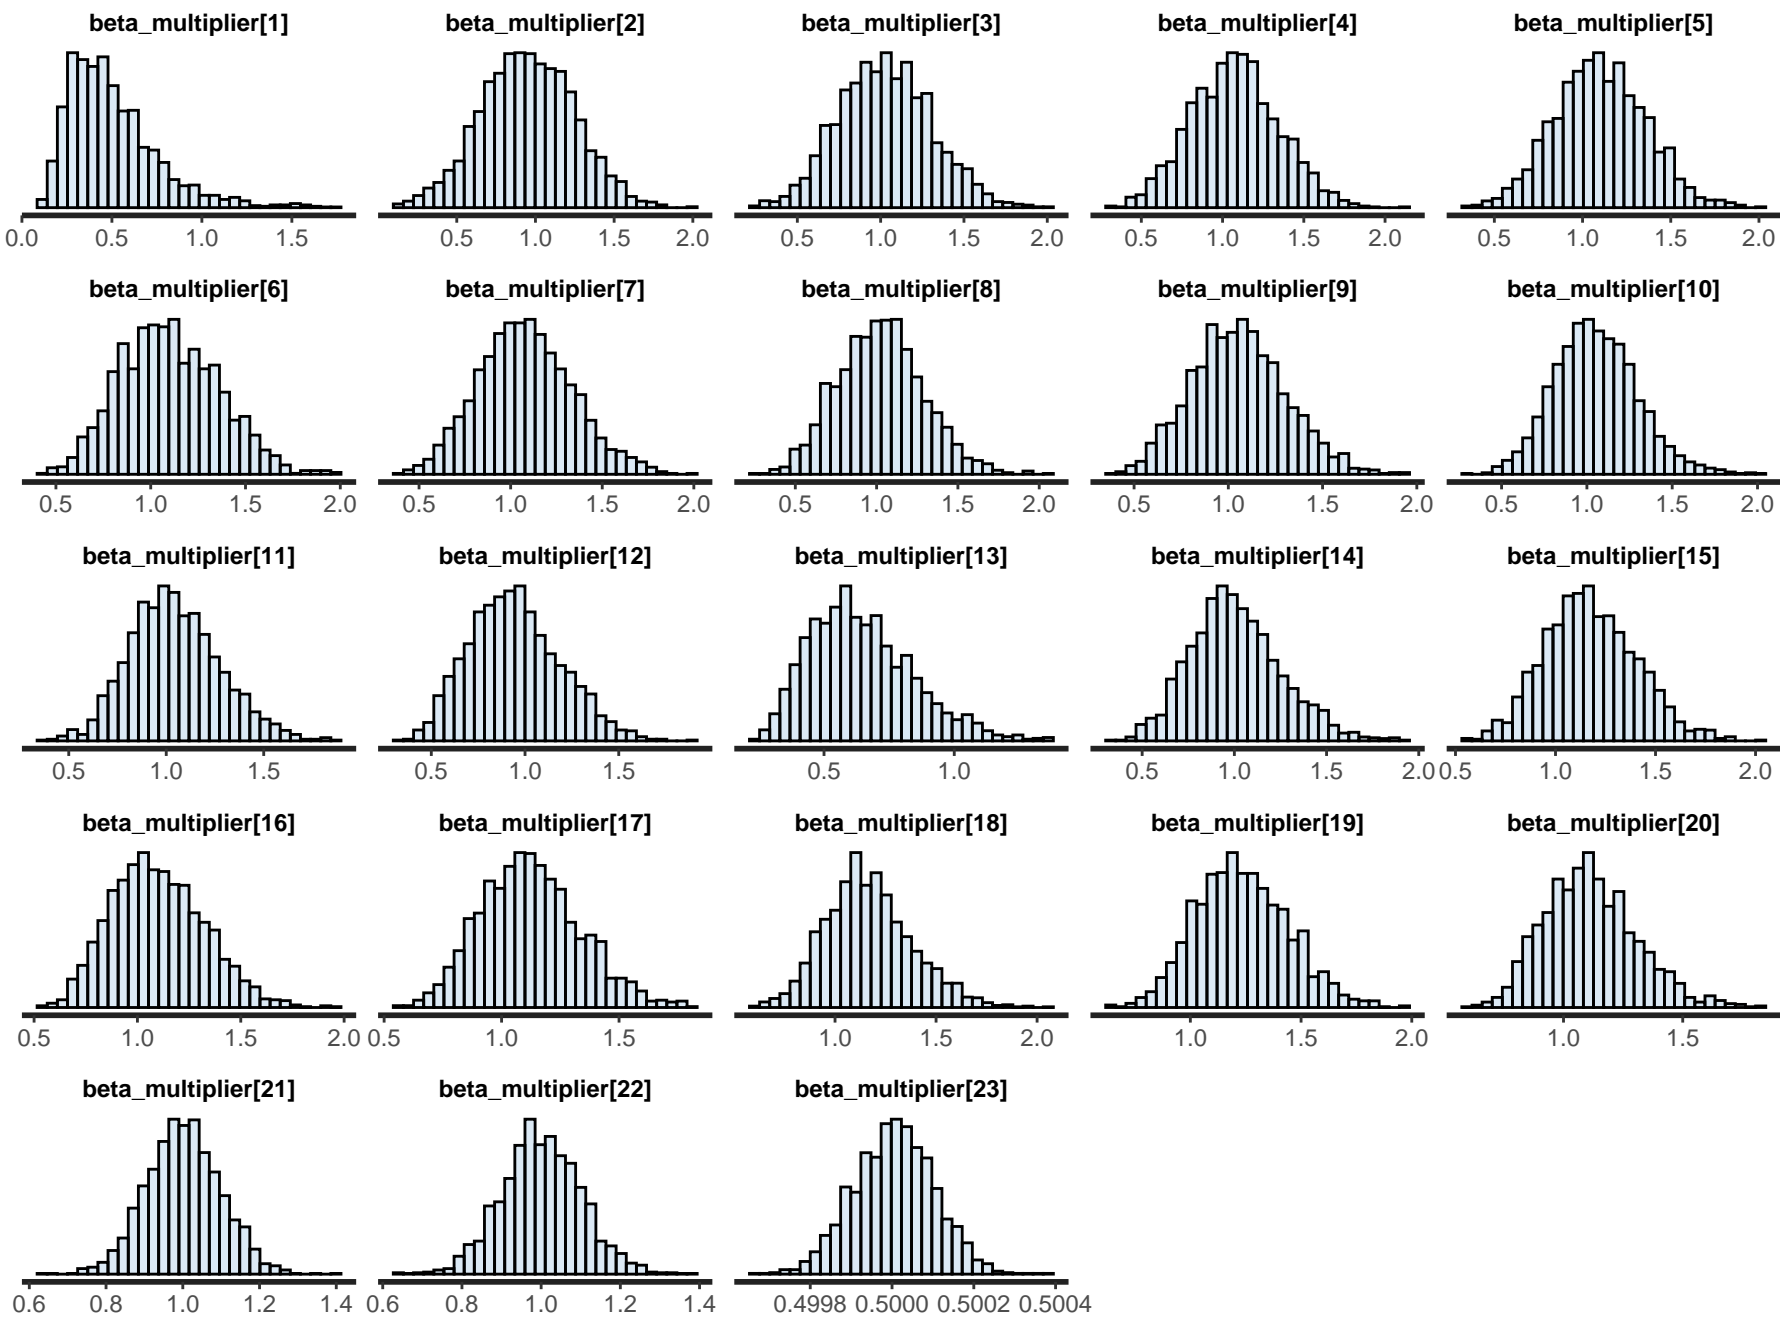 beta_multiplier[1] beta_multiplier[2] beta_multiplier[3] beta_multiplier[4] beta_multiplier[5]
0.0 0.5 1.0 1.5 0.5 1.0 1.5 2.0 0.5 1.0 1.5 2.0 0.5 1.0 1.5 2.0 0.5 1.0 1.5 2.0
beta_multiplier[6] beta_multiplier[7] beta_multiplier[8] beta_multiplier[9] beta_multiplier[10]
0.5 1.0 1.5 2.0 0.5 1.0 1.5 2.0 0.5 1.0 1.5 2.0 0.5 1.0 1.5 2.0 0.5 1.0 1.5 2.0
beta_multiplier[11] beta_multiplier[12] beta_multiplier[13] beta_multiplier[14] beta_multiplier[15]
0.5 1.0 1.5 0.5 1.0 1.5 0.5 1.0 0.5 1.0 1.5 2.0 0.5 1.0 1.5 2.0
beta_multiplier[16] beta_multiplier[17] beta_multiplier[18] beta_multiplier[19] beta_multiplier[20]
0.5 1.0 1.5 2.0 0.5 1.0 1.5 1.0 1.5 2.0 1.0 1.5 2.0 1.0 1.5
beta_multiplier[21] beta_multiplier[22] beta_multiplier[23]
0.6 0.8 1.0 1.2 1.4 0.6 0.8 1.0 1.2 1.4 0.4998 0.5000 0.5002 0.5004